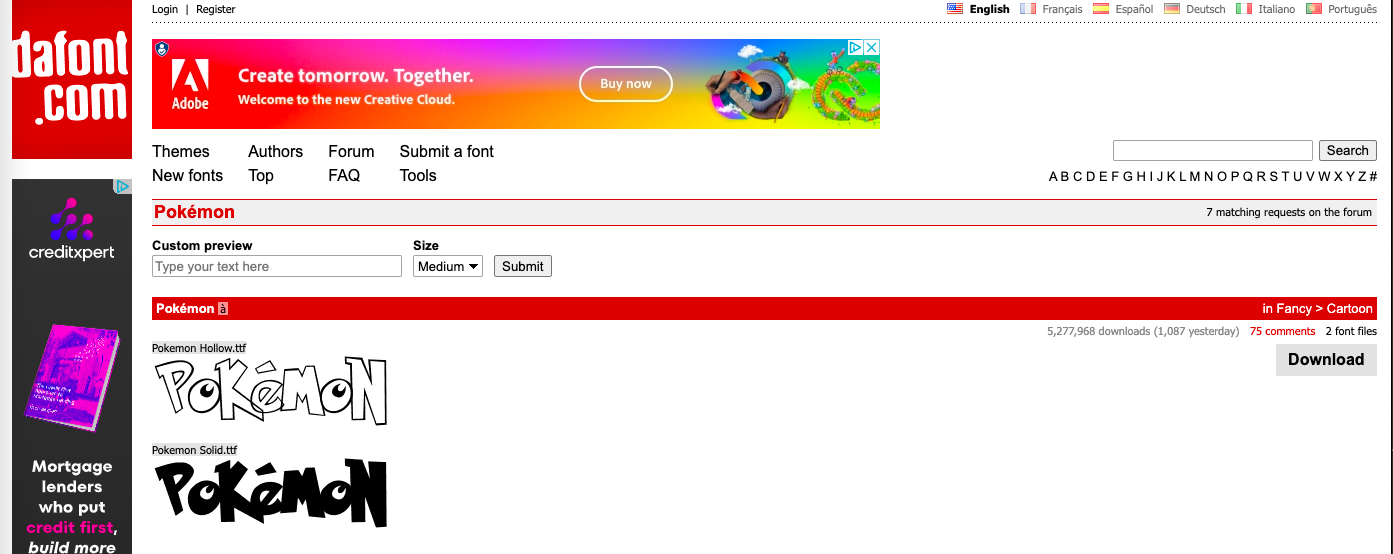 Login | Register
English Français Español Deutsch Italiano Português
dafont
.com
Adobe
Create tomorrow. Together.
Welcome to the new Creative Cloud.
Buy now
Themes Authors Forum Submit a font
New fonts Top FAQ Tools
Search
A B C D E F G H I J K L M N O P Q R S T U V W X Y Z #
Pokémon
7 matching requests on the forum
Custom preview Size
Type your text here Medium Submit
Pokémon à
in Fancy > Cartoon
5,277,968 downloads (1,087 yesterday) 75 comments 2 font files
Download
Pokemon Hollow.ttf
POKéMON
Pokemon Solid.ttf
POKéMON
creditxpert
Mortgage
lenders
who put
credit first,
build more